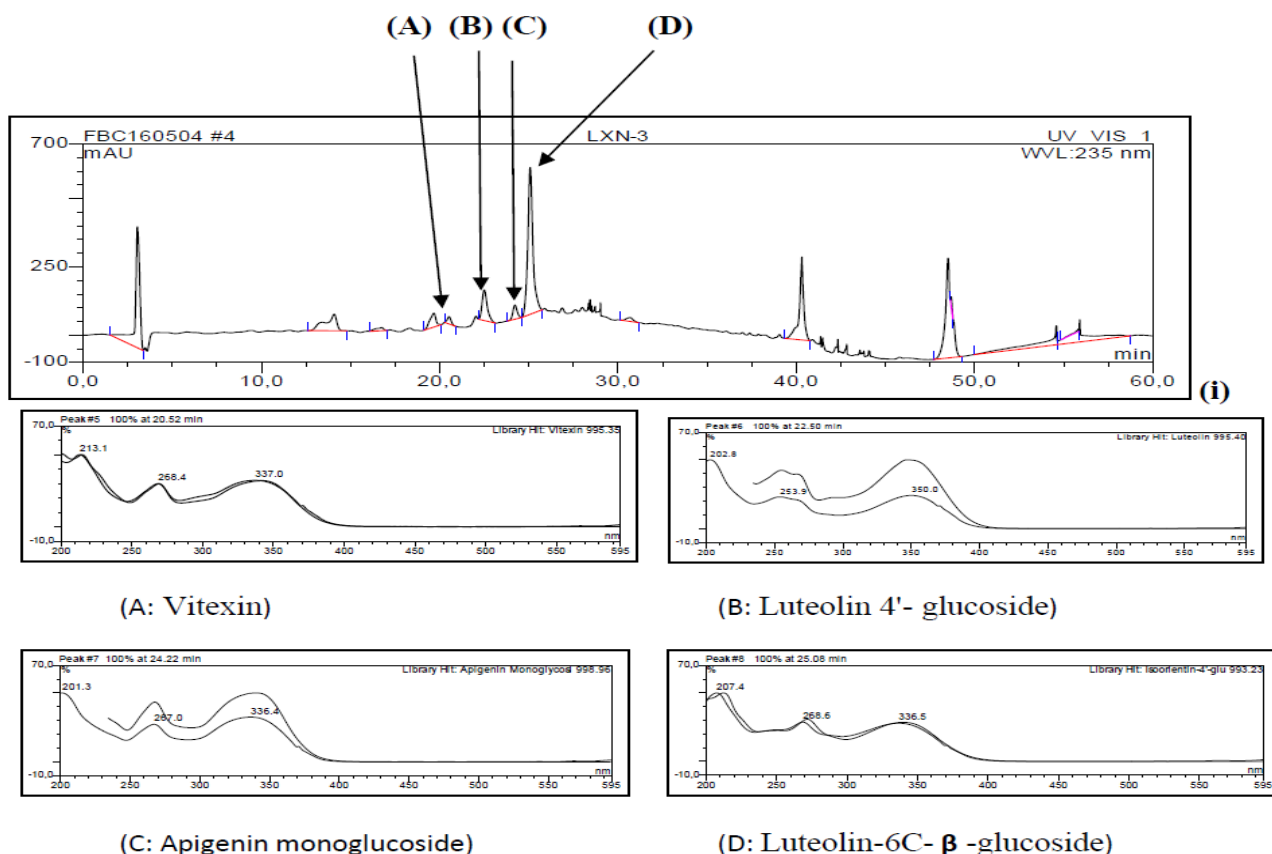 (A) (B) (C) (D)
FBC160504 #4 LXN-3 UV_VIS_1
mAU WVL:235 nm
700
250
-100
min
0,0 10,0 20,0 30,0 40,0 50,0 60,0
(i)
Peak #5 100% at 20.52 min
Library Hit: Vitexin 995.35
70,0
%
213.1
268.4
337.0
-10,0
nm
200 250 300 350 400 450 500 550 595
(A: Vitexin)
Peak #6 100% at 22.50 min
Library Hit: Luteolin 995.40
70,0
%
202.8
253.9
350.0
-10,0
nm
200 250 300 350 400 450 500 550 595
(B: Luteolin 4'- glucoside)
Peak #7 100% at 24.22 min
Library Hit: Apigenin Monoglycosi 998.96
70,0
%
201.3
267.0
336.4
-10,0
nm
200 250 300 350 400 450 500 550 595
(C: Apigenin monoglucoside)
Peak #8 100% at 25.08 min
Library Hit: Isoorientin-4'-glu 993.23
70,0
%
207.4
268.6
336.5
-10,0
nm
200 250 300 350 400 450 500 550 595
(D: Luteolin-6C- β -glucoside)